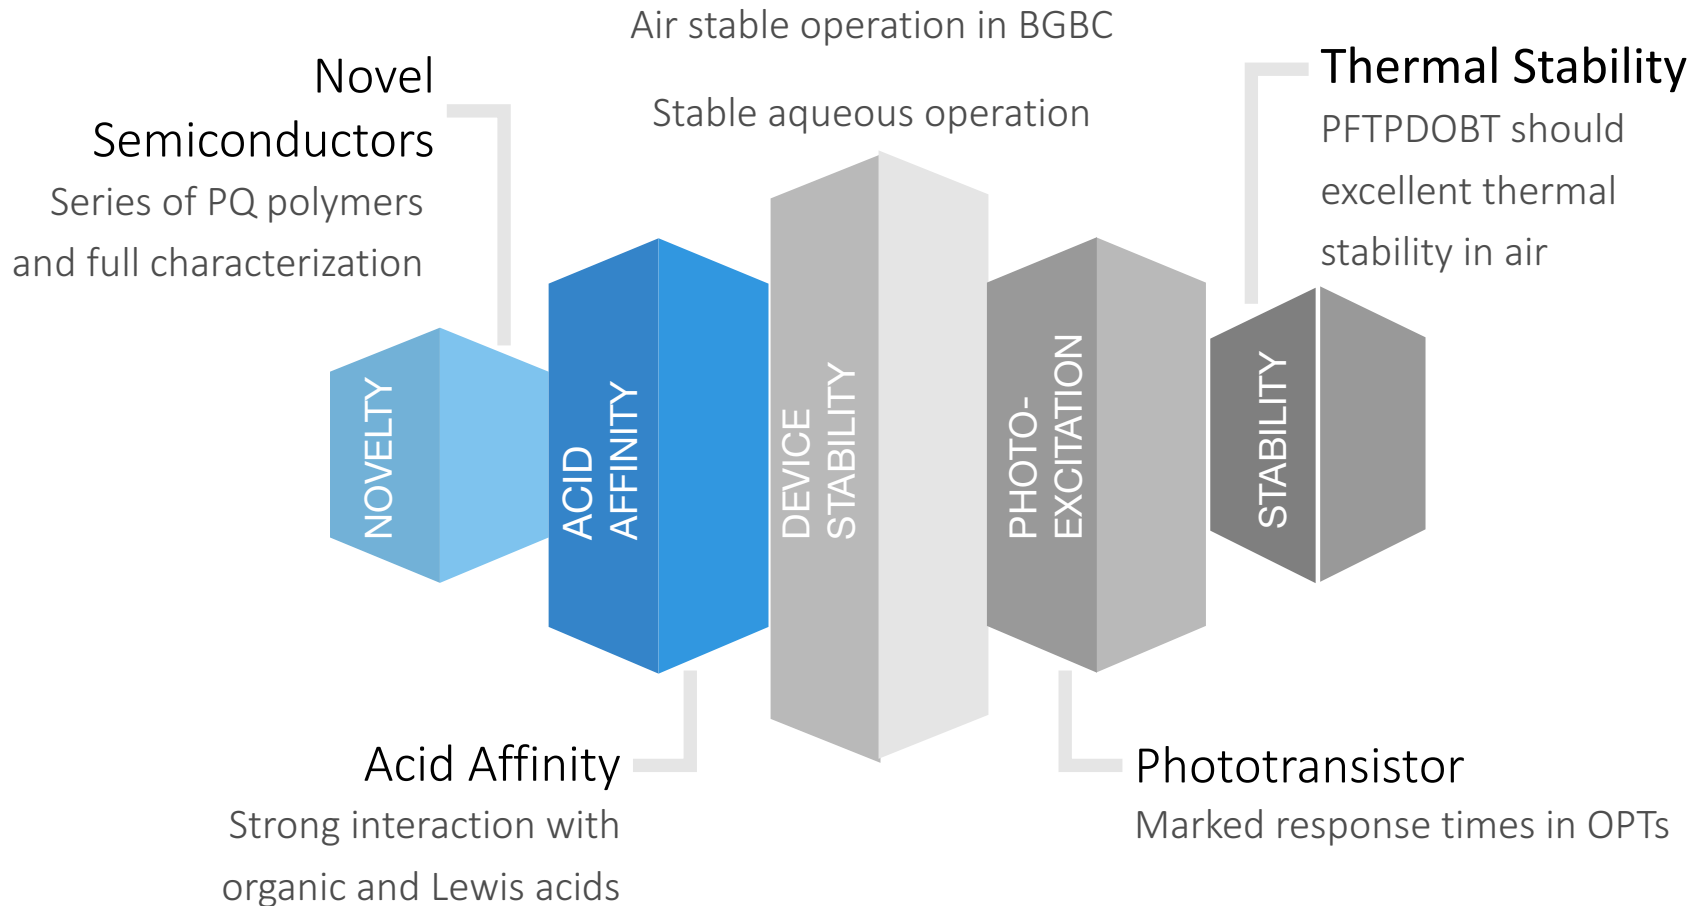 Air stable operation in BGBC
Stable aqueous operation
Novel
Semiconductors
Series of PQ polymers
and full characterization
Thermal Stability
PFTPDOBT should
excellent thermal
stability in air
NOVELTY
ACID
AFFINITY
DEVICE
STABILITY
PHOTO-
EXCITATION
STABILITY
Acid Affinity
Strong interaction with
organic and Lewis acids
Phototransistor
Marked response times in OPTs